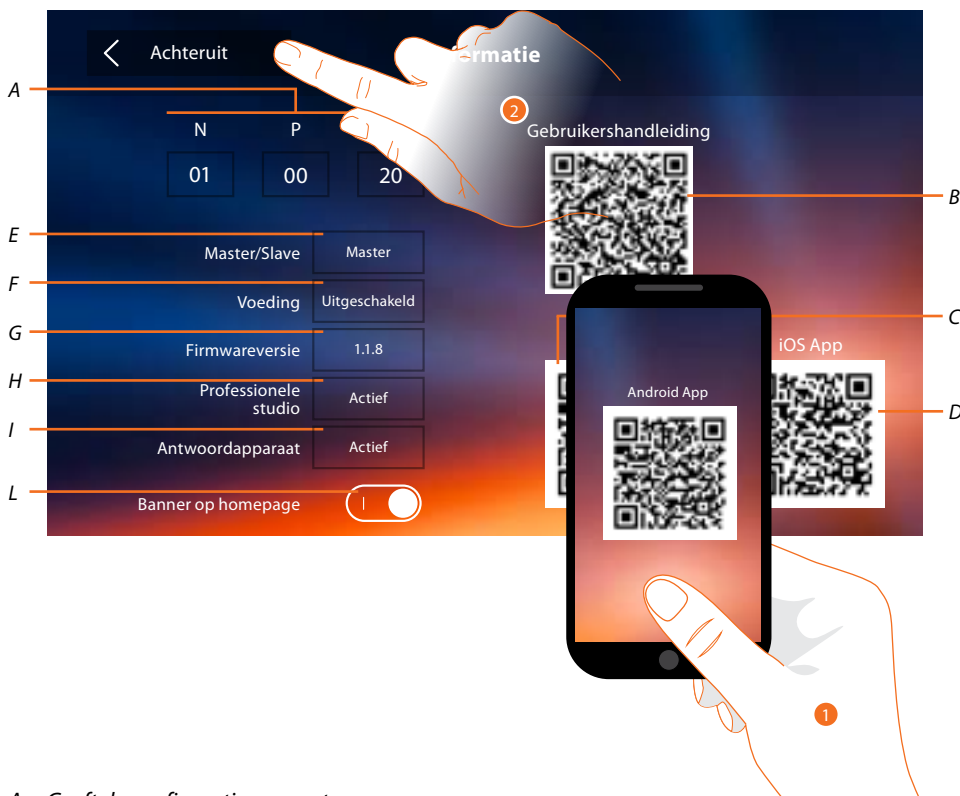 Achteruit
2
Gebruikershandleiding
A
N P
01 00 20
B
E
Master/Slave Master
F
Voeding Uitgeschakeld
C
G
Firmwareversie 1.1.8
iOS App
H
Professionele
studio
Actief
Android App
D
I
Antwoordapparaat Actief
L
Banner op homepage
1